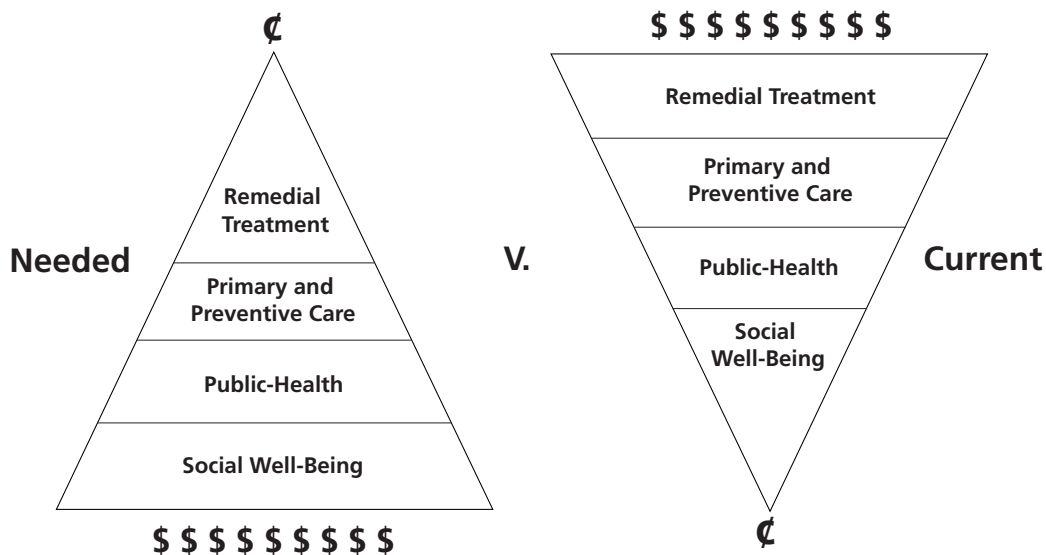 ¢
Remedial
Treatment
Needed
Primary and
Preventive Care
Public-Health
Social Well-Being
$ $ $ $ $ $ $ $ $
V.
$ $ $ $ $ $ $ $ $
Remedial Treatment
Primary and
Preventive Care
Public-Health
Current
Social
Well-Being
¢